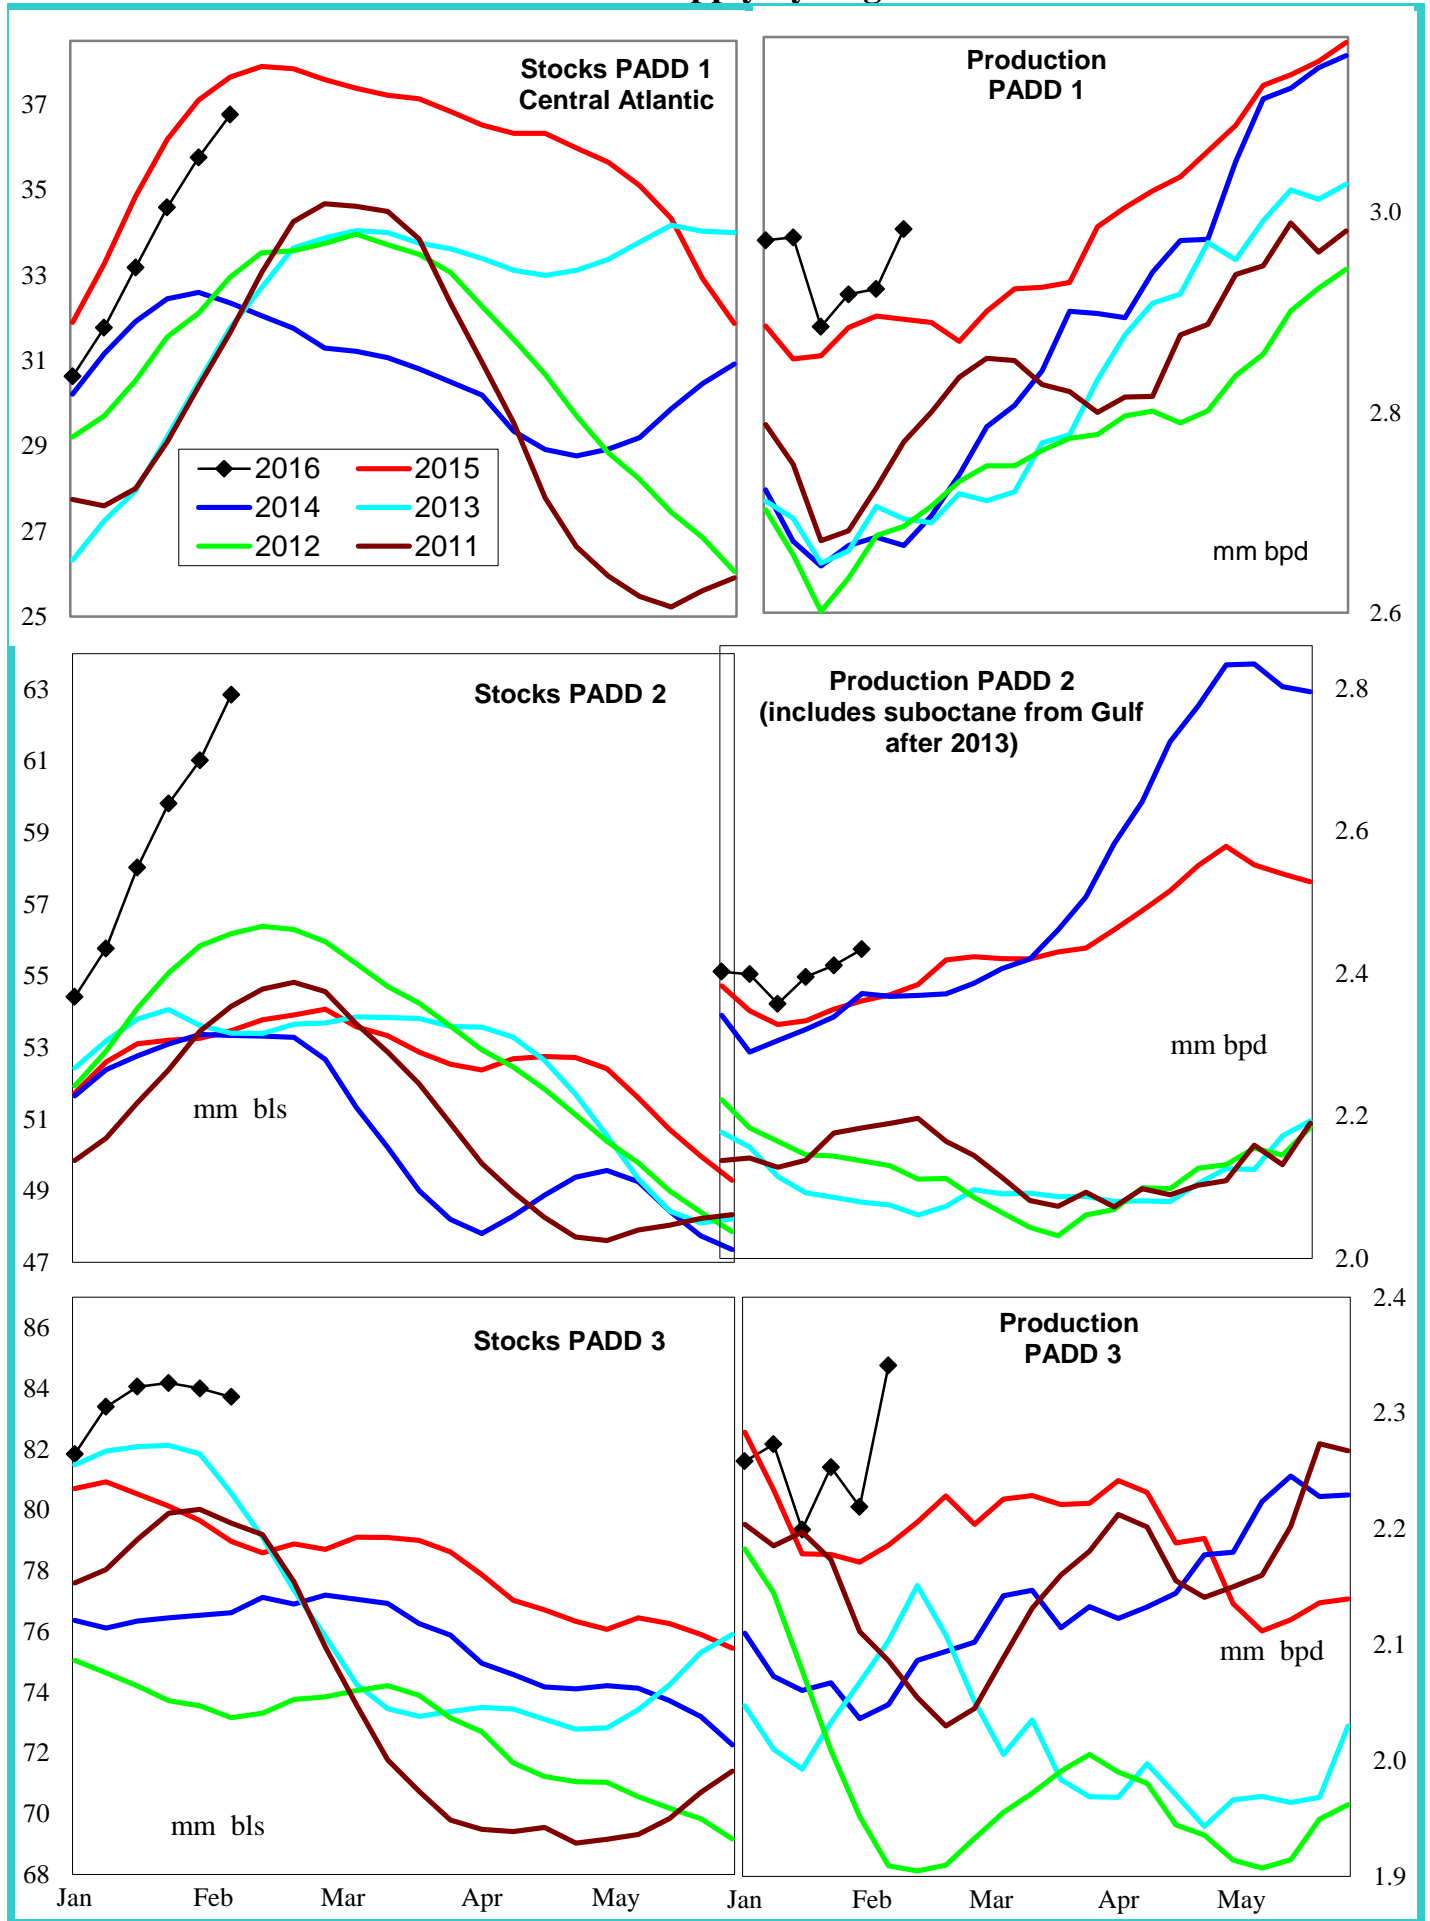 Stocks PADD 1
Central Atlantic
37
35
33
31
29
27
25
2016
2015
2014
2013
2012
2011
Production
PADD 1
3.0
2.8
2.6
mm bpd
Stocks PADD 2
63
61
59
57
55
53
51
49
47
mm bls
Production PADD 2
(includes suboctane from Gulf
after 2013)
2.8
2.6
2.4
2.2
2.0
mm bpd
Stocks PADD 3
86
84
82
80
78
76
74
72
70
68
mm bls
Jan Feb Mar Apr May
Production
PADD 3
2.4
2.3
2.2
2.1
2.0
1.9
mm bpd
Jan Feb Mar Apr May